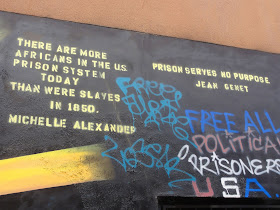 THERE ARE MORE
AFRICANS IN THE U.S.
PRISON SYSTEM
TODAY
THAN WERE SLAVES
IN 1850.
MICHELLE ALEXANDER
PRISON SERVES NO PURPOSE
JEAN GENET
FREE ALL
POLITICAL
PRISONERS
USA